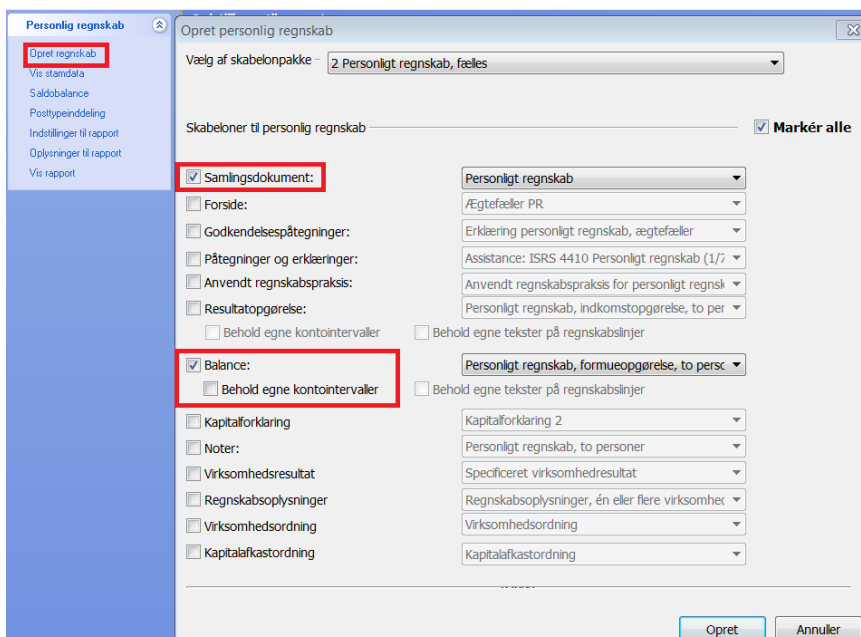 Personlig regnskab
Opret regnskab
Vis stamdata
Saldobalance
Posttypeinddeling
Indstillinger til rapport
Oplysninger til rapport
Vis rapport
Opret personlig regnskab
Vælg af skabelonpakke
2 Personligt regnskab, fælles
Skabeloner til personlig regnskab
Markér alle
Samlingsdokument: Personligt regnskab
Forside: Ægtefæller PR
Godkendelsespåtegninger: Erklæring personligt regnskab, ægtefæller
Påtegninger og erklæringer: Assistance: ISRS 4410 Personligt regnskab (1/7
Anvendt regnskabspraksis: Anvendt regnskabspraksis for personligt regnsk
Resultatopgørelse: Personligt regnskab, indkomstopgørelse, to per
Behold egne kontointervaller Behold egne tekster på regnskabslinjer
Balance: Personligt regnskab, formueopgørelse, to persc
Behold egne kontointervaller Behold egne tekster på regnskabslinjer
Kapitalforklaring Kapitalforklaring 2
Noter: Personligt regnskab, to personer
Virksomhedsresultat Specificeret virksomhedresultat
Regnskabsoplysninger Regnskabsoplysninger, én eller flere virksomhec
Virksomhedsordning Virksomhedsordning
Kapitalafkastordning Kapitalafkastordning
Opret Annuller